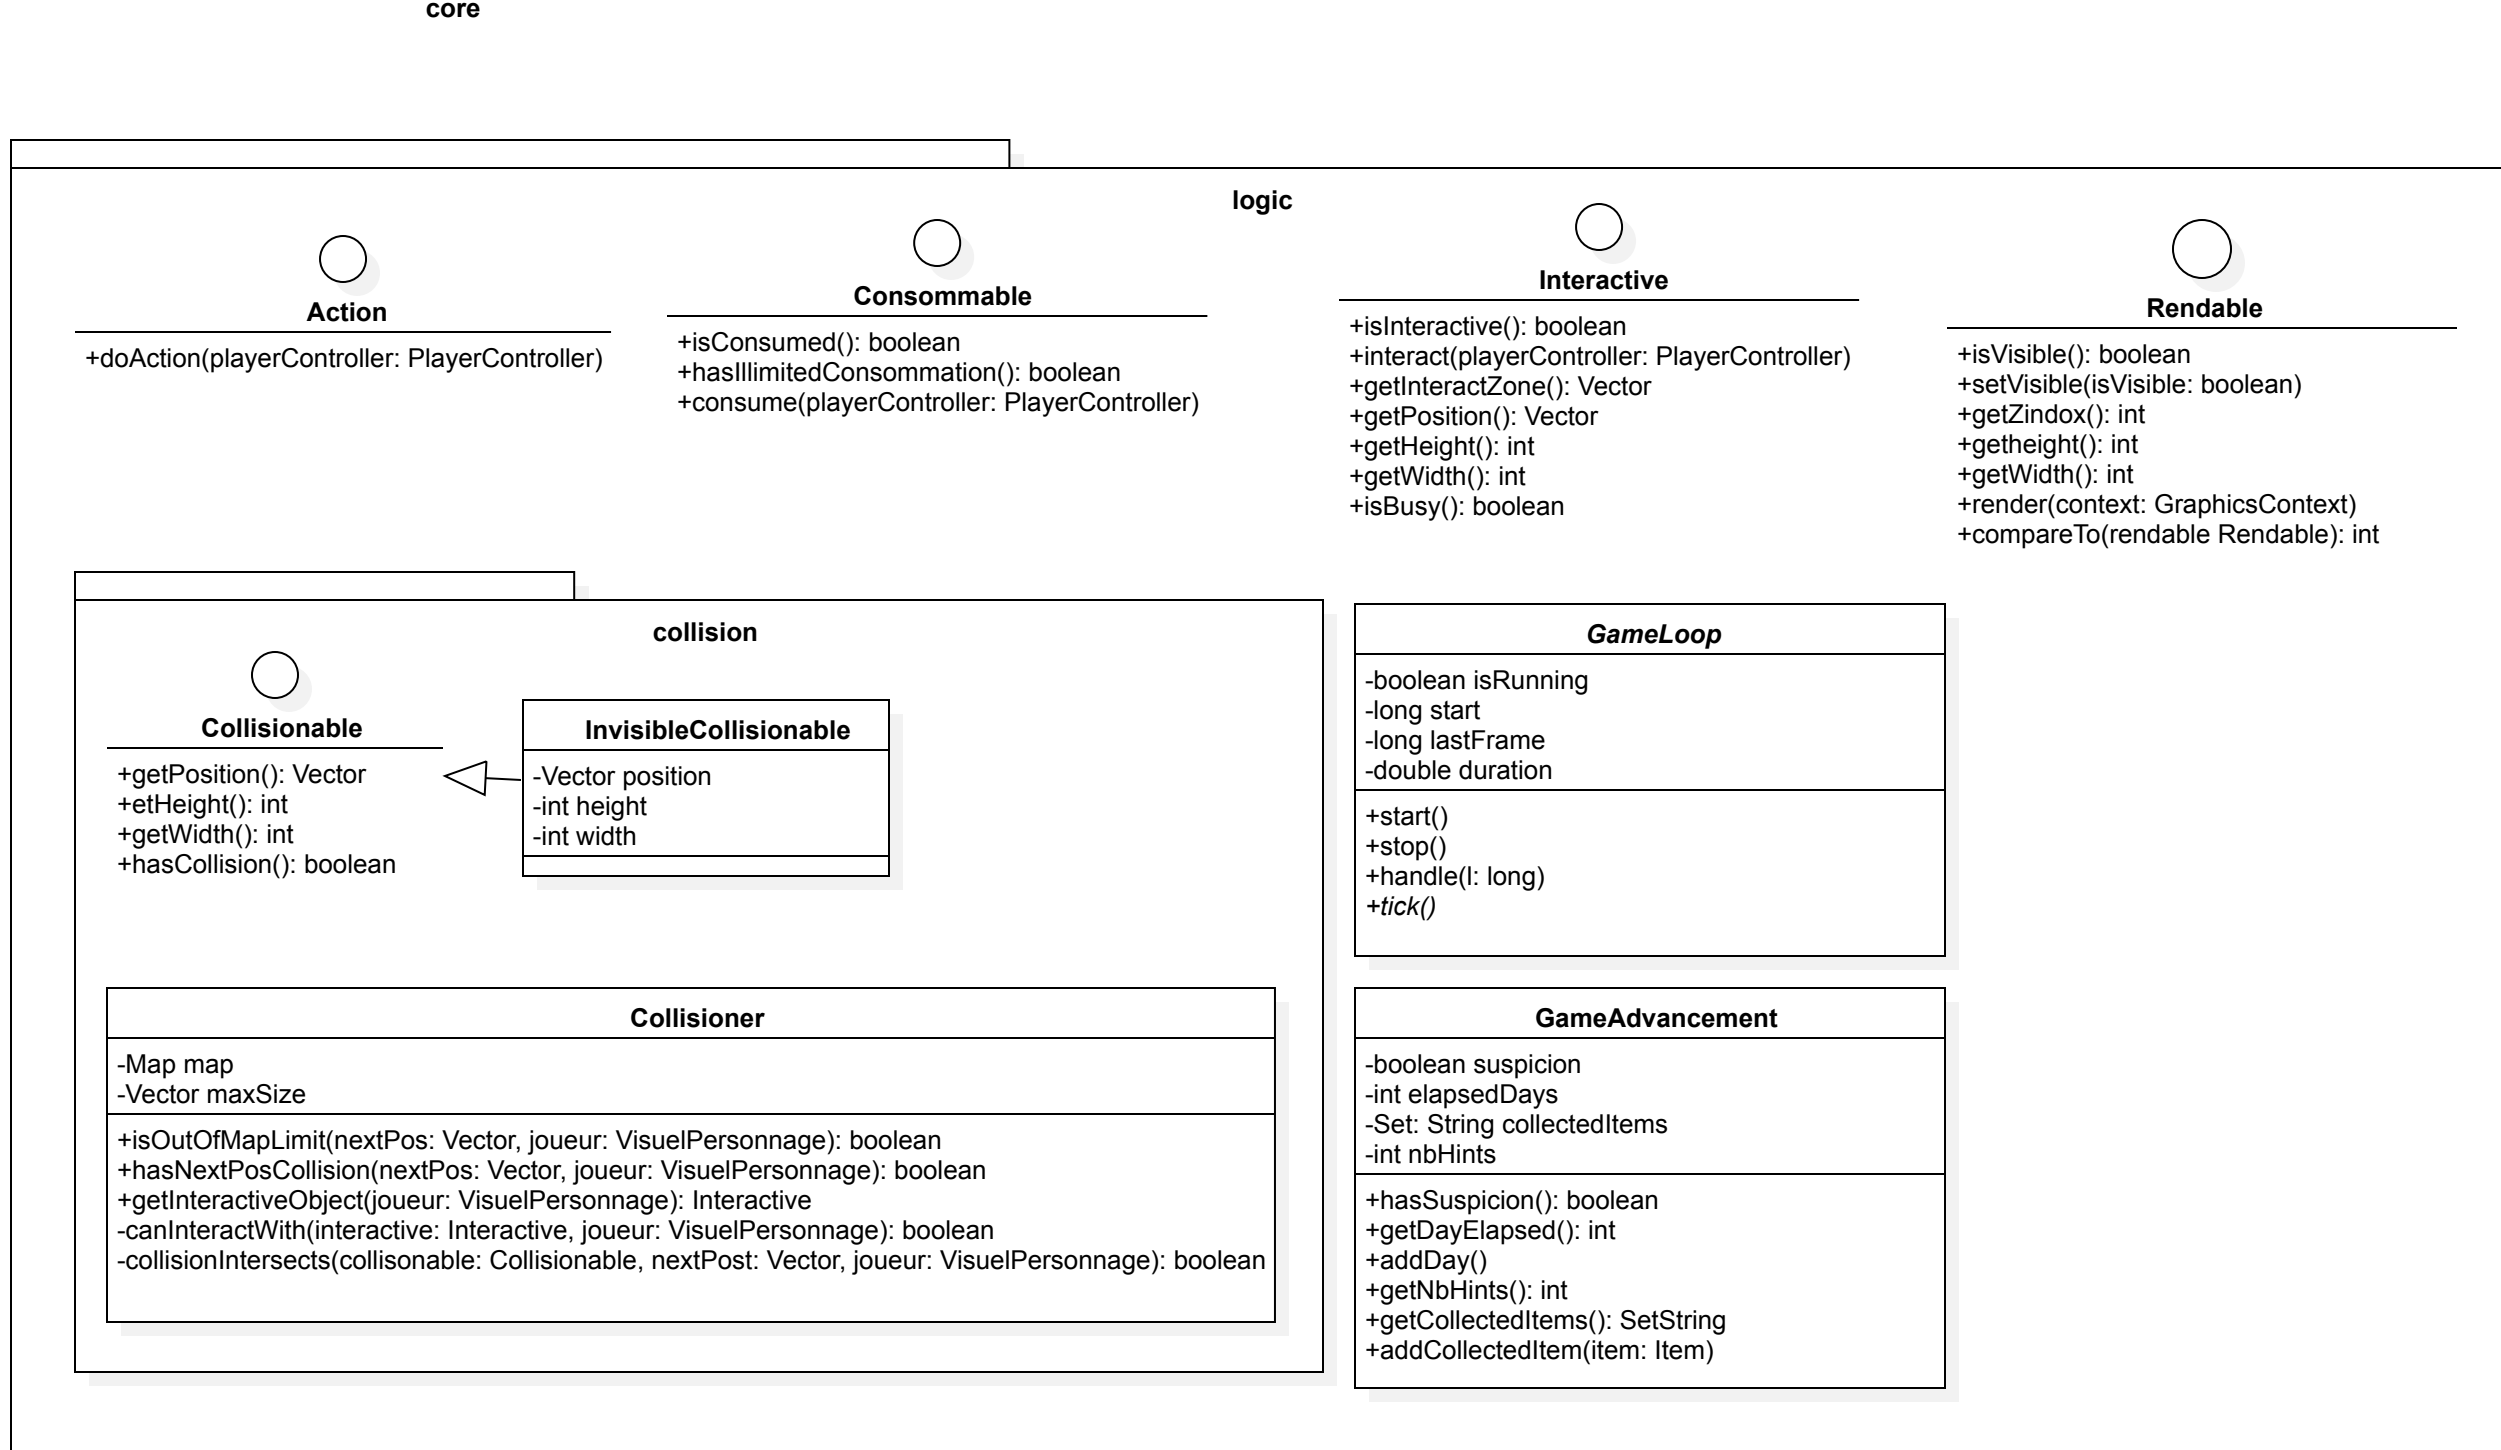 core
logic
Action
+doAction(playerController: PlayerController)
Consommable
+isConsumed(): boolean
+hasIllimitedConsommation(): boolean
+consume(playerController: PlayerController)
Interactive
+isInteractive(): boolean
+interact(playerController: PlayerController)
+getInteractZone(): Vector
+getPosition(): Vector
+getHeight(): int
+getWidth(): int
+isBusy(): boolean
Rendable
+isVisible(): boolean
+setVisible(isVisible: boolean)
+getZindox(): int
+getheight(): int
+getWidth(): int
+render(context: GraphicsContext)
+compareTo(rendable Rendable): int
collision
Collisionable
+getPosition(): Vector
+etHeight(): int
+getWidth(): int
+hasCollision(): boolean
InvisibleCollisionable
-Vector position
-int height
-int width
Collisioner
-Map map
-Vector maxSize
+isOutOfMapLimit(nextPos: Vector, joueur: VisuelPersonnage): boolean
+hasNextPosCollision(nextPos: Vector, joueur: VisuelPersonnage): boolean
+getInteractiveObject(joueur: VisuelPersonnage): Interactive
-canInteractWith(interactive: Interactive, joueur: VisuelPersonnage): boolean
-collisionIntersects(collisonable: Collisionable, nextPost: Vector, joueur: VisuelPersonnage): boolean
GameLoop
-boolean isRunning
-long start
-long lastFrame
-double duration
+start()
+stop()
+handle(l: long)
+tick()
GameAdvancement
-boolean suspicion
-int elapsedDays
-Set: String collectedItems
-int nbHints
+hasSuspicion(): boolean
+getDayElapsed(): int
+addDay()
+getNbHints(): int
+getCollectedItems(): SetString
+addCollectedItem(item: Item)